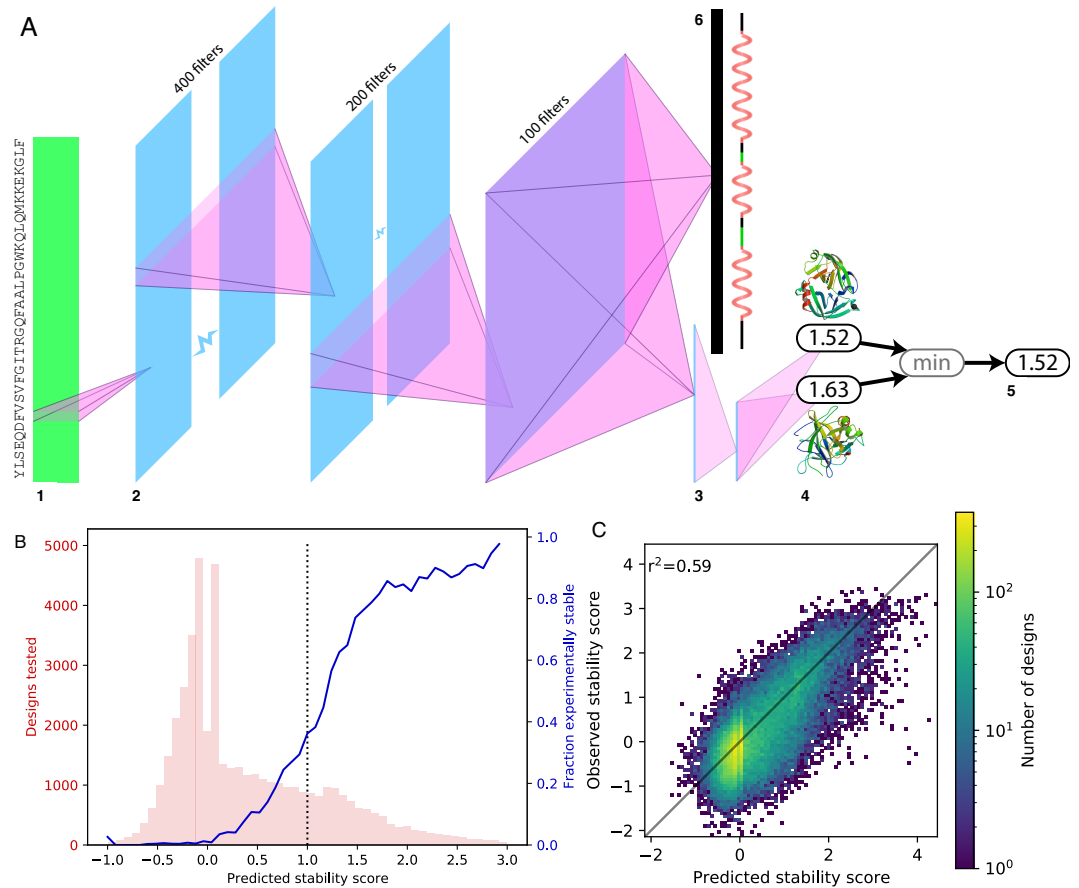 A
400 filters
200 filters
100 filters
6
YLSEQDFVSVFGITRGQFAALPGWKQLQMKKEKGLF
1.52
1.63
min
1.52
1
2
3
4
5
B
Designs tested
5000
4000
3000
2000
1000
0
−1.0
−0.5
0.0
0.5
1.0
1.5
2.0
2.5
3.0
Predicted stability score
1.0
0.8
0.6
0.4
0.2
0.0
Fraction experimentally stable
C
r²=0.59
Observed stability score
4
3
2
1
0
−1
−2
−2
0
2
4
Predicted stability score
10²
10¹
10⁰
Number of designs